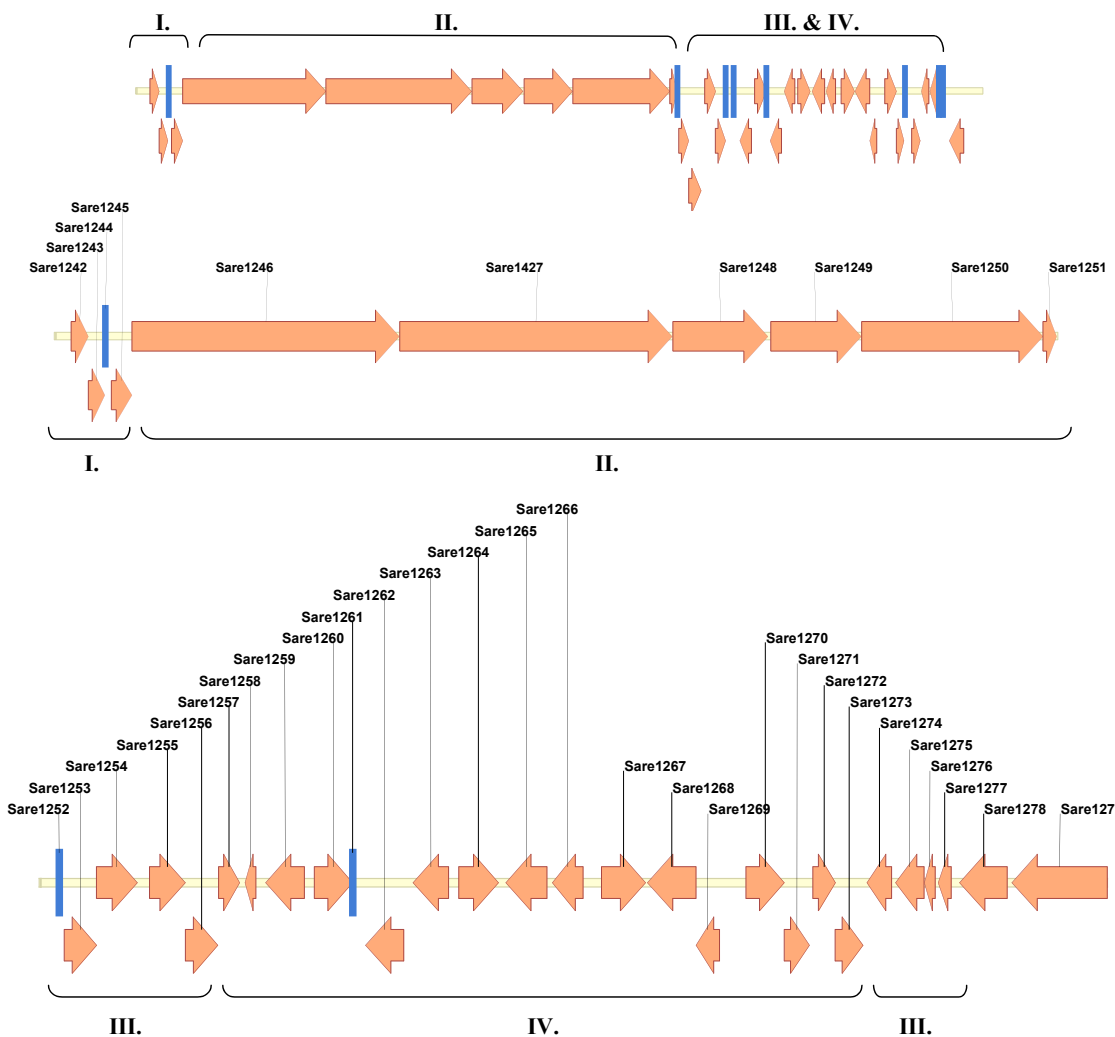 I. II. III. & IV.
Sare1245
Sare1244
Sare1243
Sare1242 Sare1246 Sare1427 Sare1248 Sare1249 Sare1250 Sare1251
I. II.
Sare1266
Sare1265
Sare1264
Sare1263
Sare1262
Sare1261
Sare1260 Sare1270
Sare1259 Sare1271
Sare1258 Sare1272
Sare1257 Sare1273
Sare1256 Sare1274
Sare1255 Sare1275
Sare1254 Sare1267 Sare1276
Sare1253 Sare1268 Sare1277
Sare1252 Sare1269 Sare1278 Sare127
III. IV. III.